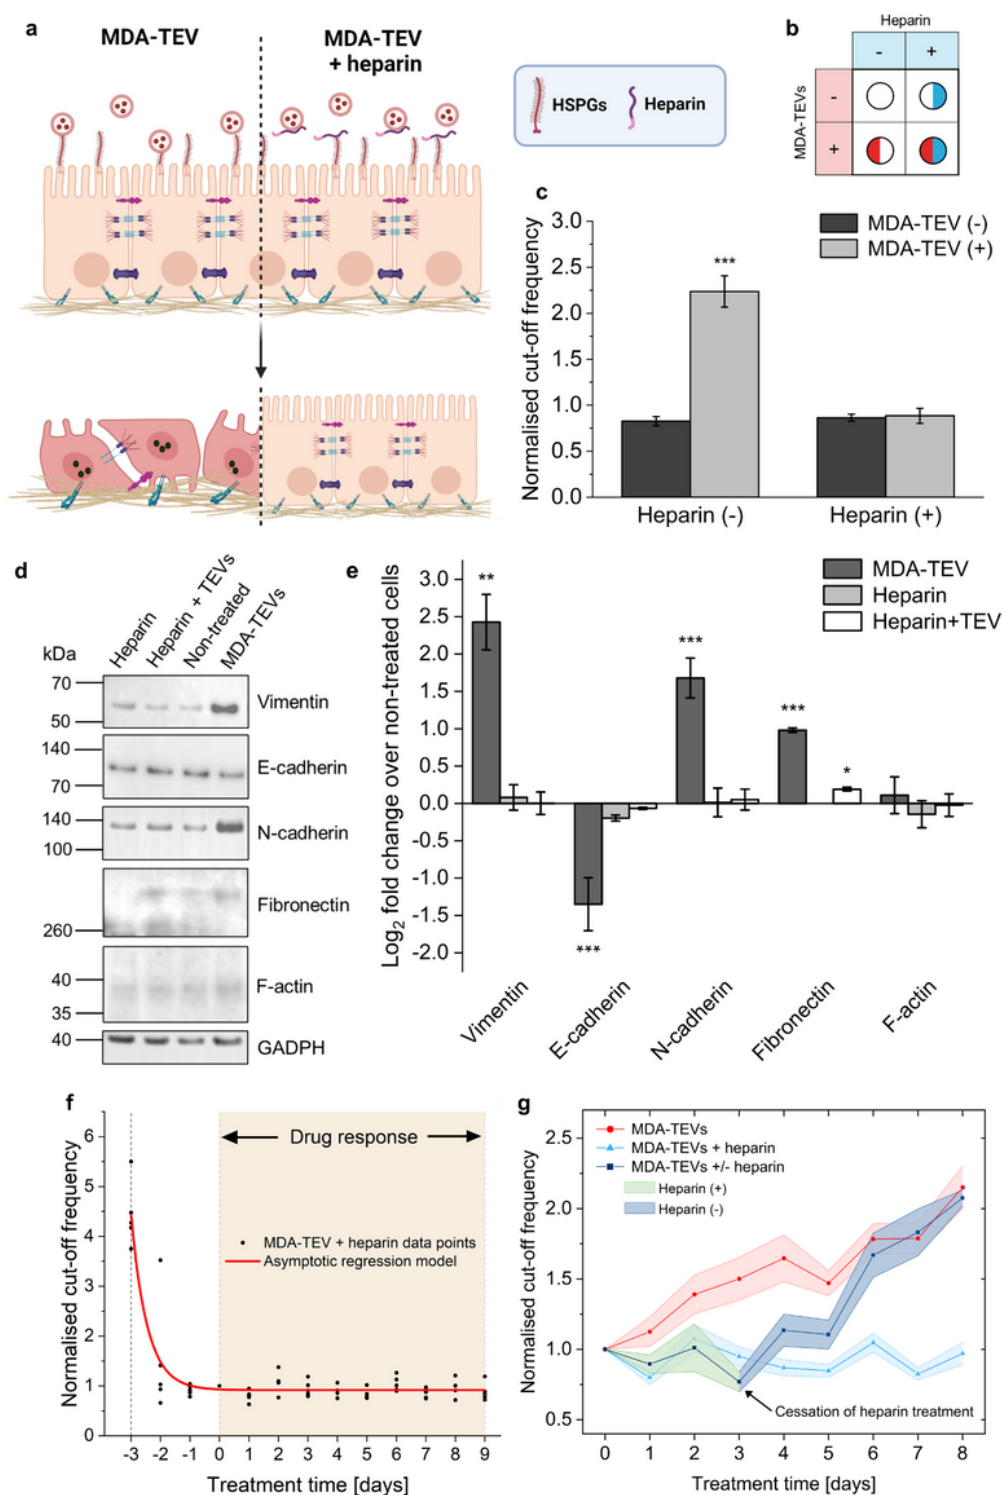 a
MDA-TEV
MDA-TEV
+ heparin
HSPGs
Heparin
b
Heparin
- +
MDA-TEVs
-
+
c
Normalised cut-off frequency
3.0
2.5
2.0
1.5
1.0
0.5
0.0
MDA-TEV (-)
MDA-TEV (+)
***
Heparin (-) Heparin (+)
d
Heparin
Heparin + TEVs
Non-treated
MDA-TEVs
kDa
70
50
Vimentin
140
70
E-cadherin
140
100
N-cadherin
260
Fibronectin
40
35
F-actin
40
GADPH
e
Log2 fold change over non-treated cells
3.0
2.5
2.0
1.5
1.0
0.5
0.0
-0.5
-1.0
-1.5
-2.0
MDA-TEV
Heparin
Heparin+TEV
**
***
***
***
*
Vimentin
E-cadherin
N-cadherin
Fibronectin
F-actin
f
Normalised cut-off frequency
6
5
4
3
2
1
0
Drug response
MDA-TEV + heparin data points
Asymptotic regression model
-3 -2 -1 0 1 2 3 4 5 6 7 8 9
Treatment time [days]
g
Normalised cut-off frequency
2.5
2.0
1.5
1.0
0.5
MDA-TEVs
MDA-TEVs + heparin
MDA-TEVs +/- heparin
Heparin (+)
Heparin (-)
Cessation of heparin treatment
0 1 2 3 4 5 6 7 8
Treatment time [days]